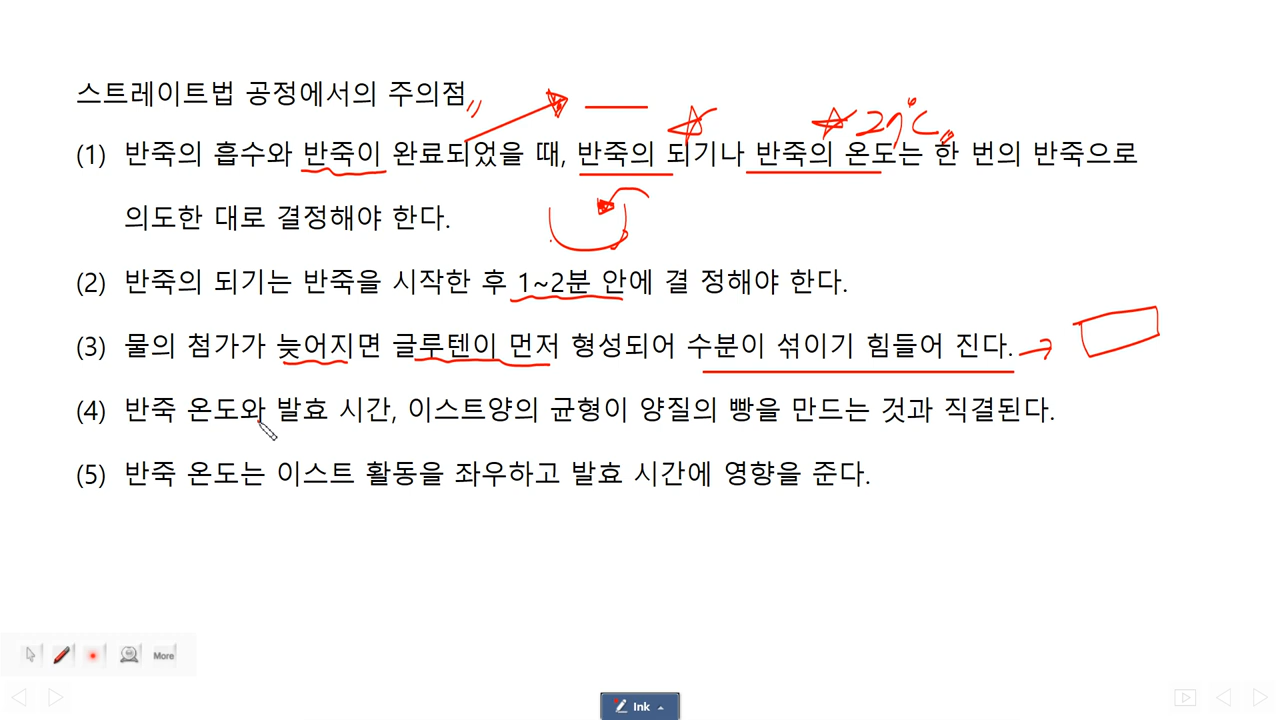 스트레이트법 공정에서의 주의점
27℃
(1) 반죽의 흡수와 반죽이 완료되었을 때, 반죽의 되기나 반죽의 온도는 한 번의 반죽으로
의도한 대로 결정해야 한다.
(2) 반죽의 되기는 반죽을 시작한 후 1~2분 안에 결 정해야 한다.
(3) 물의 첨가가 늦어지면 글루텐이 먼저 형성되어 수분이 섞이기 힘들어 진다.
(4) 반죽 온도와 발효 시간, 이스트양의 균형이 양질의 빵을 만드는 것과 직결된다.
(5) 반죽 온도는 이스트 활동을 좌우하고 발효 시간에 영향을 준다.
More
Ink